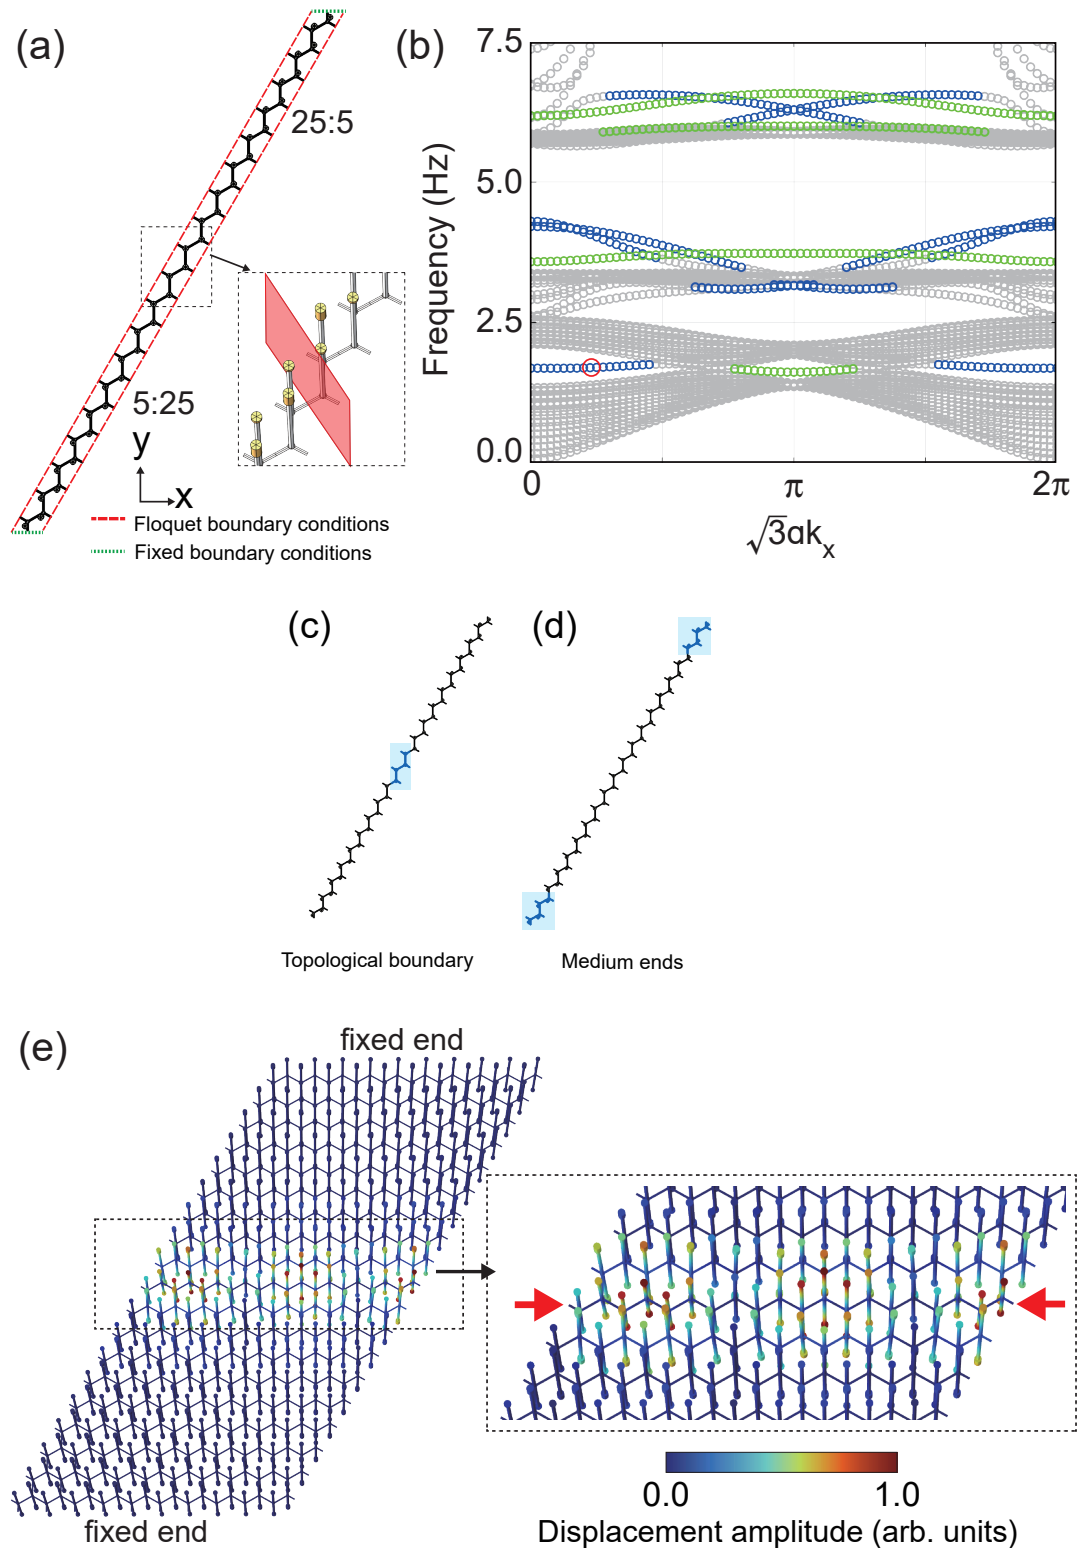 (a)
25:5
5:25
y
x
Floquet boundary conditions
Fixed boundary conditions
(b)
7.5
5.0
2.5
0.0
Frequency (Hz)
0
π
2π
√3ak_x
(c)
(d)
Topological boundary
Medium ends
(e)
fixed end
fixed end
0.0
1.0
Displacement amplitude (arb. units)